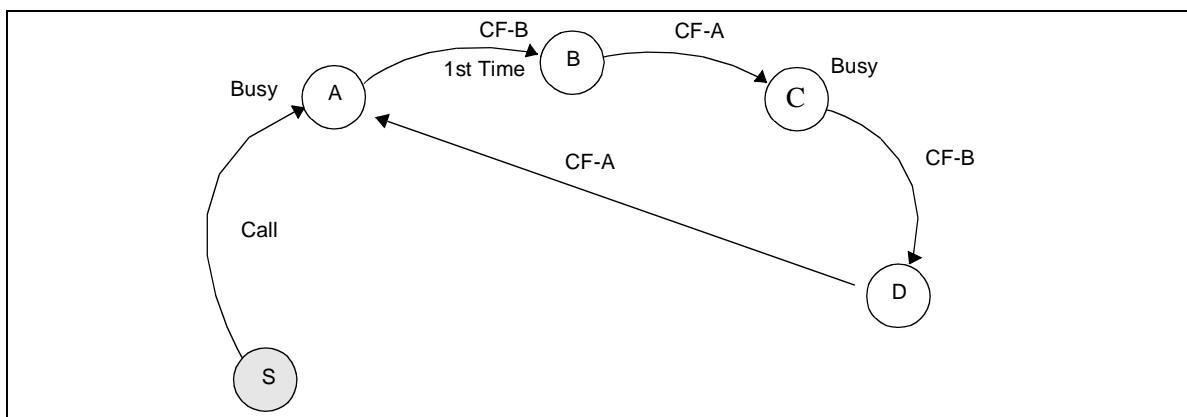 CF-B
CF-A
1st Time
B
Busy
Busy
A
C
CF-B
CF-A
Call
D
S